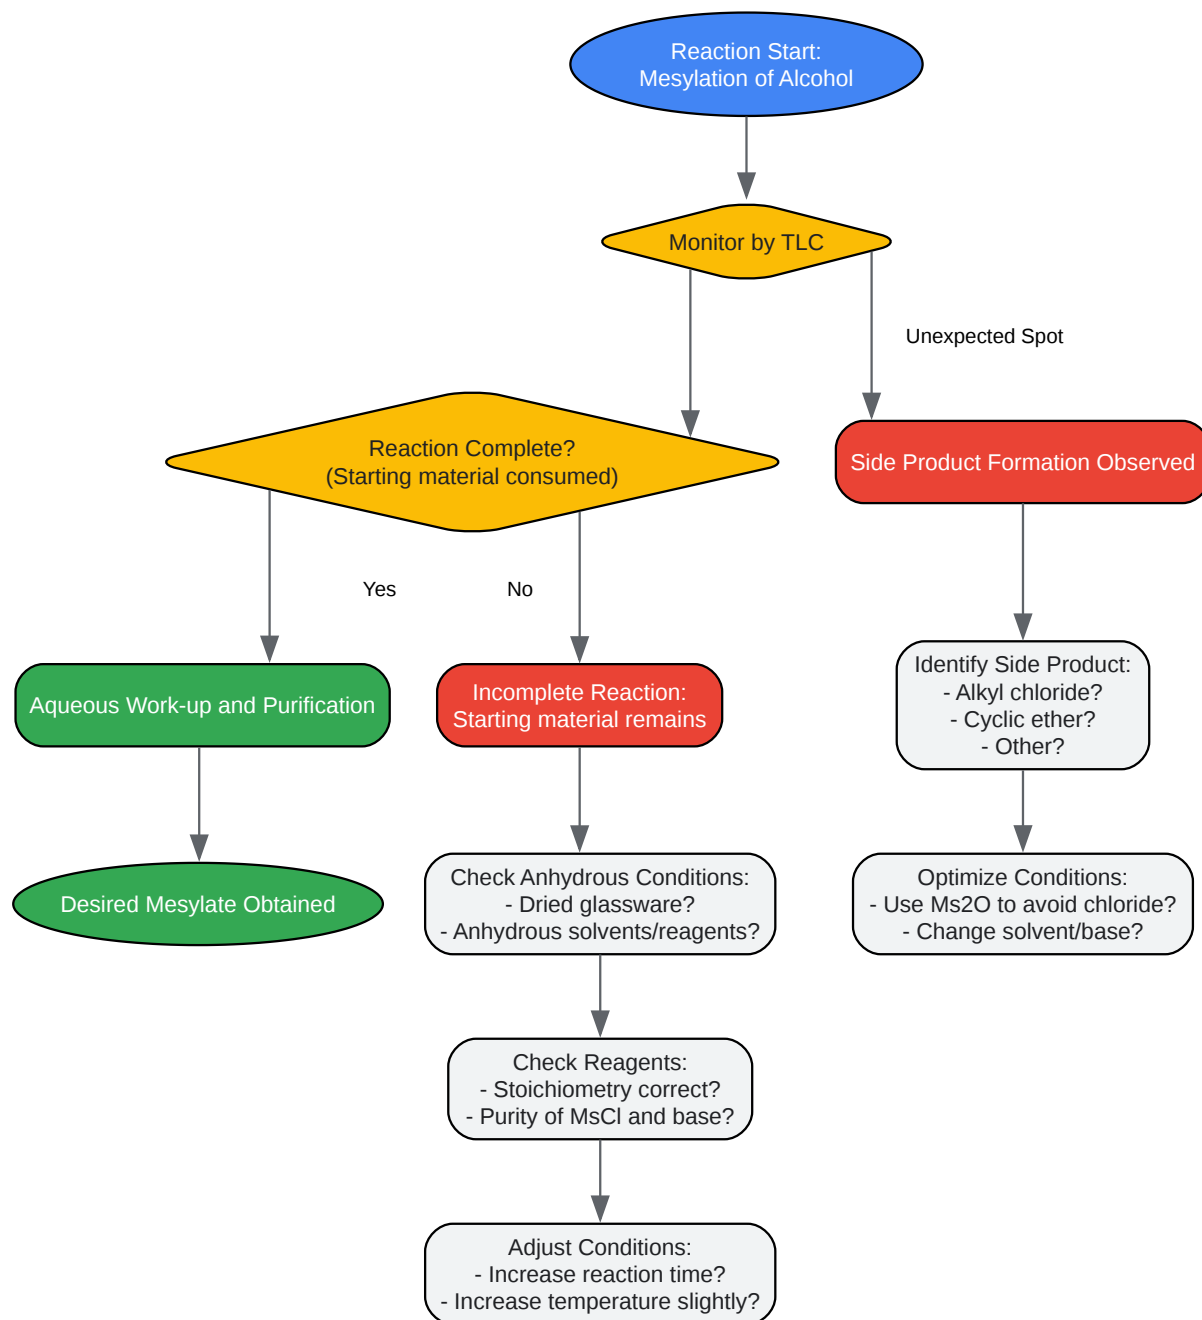 Reaction Start:
Mesylation of Alcohol
Monitor by TLC
Unexpected Spot
Reaction Complete?
(Starting material consumed)
Side Product Formation Observed
Yes
No
Aqueous Work-up and Purification
Incomplete Reaction:
Starting material remains
Identify Side Product:
- Alkyl chloride?
- Cyclic ether?
- Other?
Desired Mesylate Obtained
Check Anhydrous Conditions:
- Dried glassware?
- Anhydrous solvents/reagents?
Optimize Conditions:
- Use Ms2O to avoid chloride?
- Change solvent/base?
Check Reagents:
- Stoichiometry correct?
- Purity of MsCl and base?
Adjust Conditions:
- Increase reaction time?
- Increase temperature slightly?